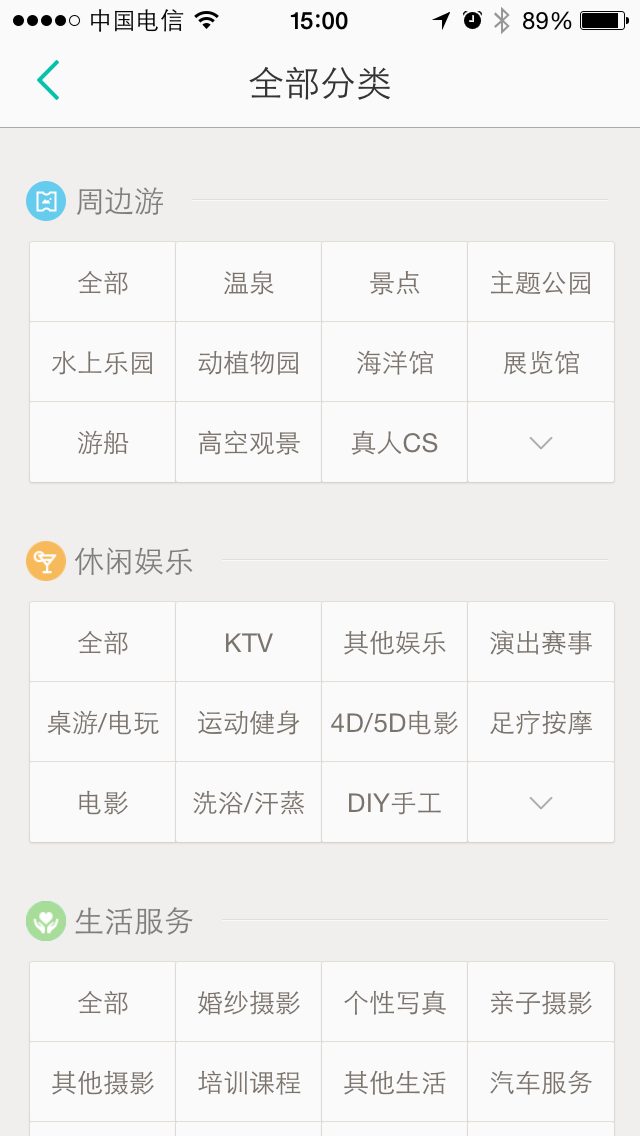 中国电信 15:00 89%
全部分类
周边游
全部 温泉 景点 主题公园
水上乐园 动植物园 海洋馆 展览馆
游船 高空观景 真人CS
休闲娱乐
全部 KTV 其他娱乐 演出赛事
桌游/电玩 运动健身 4D/5D电影 足疗按摩
电影 洗浴/汗蒸 DIY手工
生活服务
全部 婚纱摄影 个性写真 亲子摄影
其他摄影 培训课程 其他生活 汽车服务